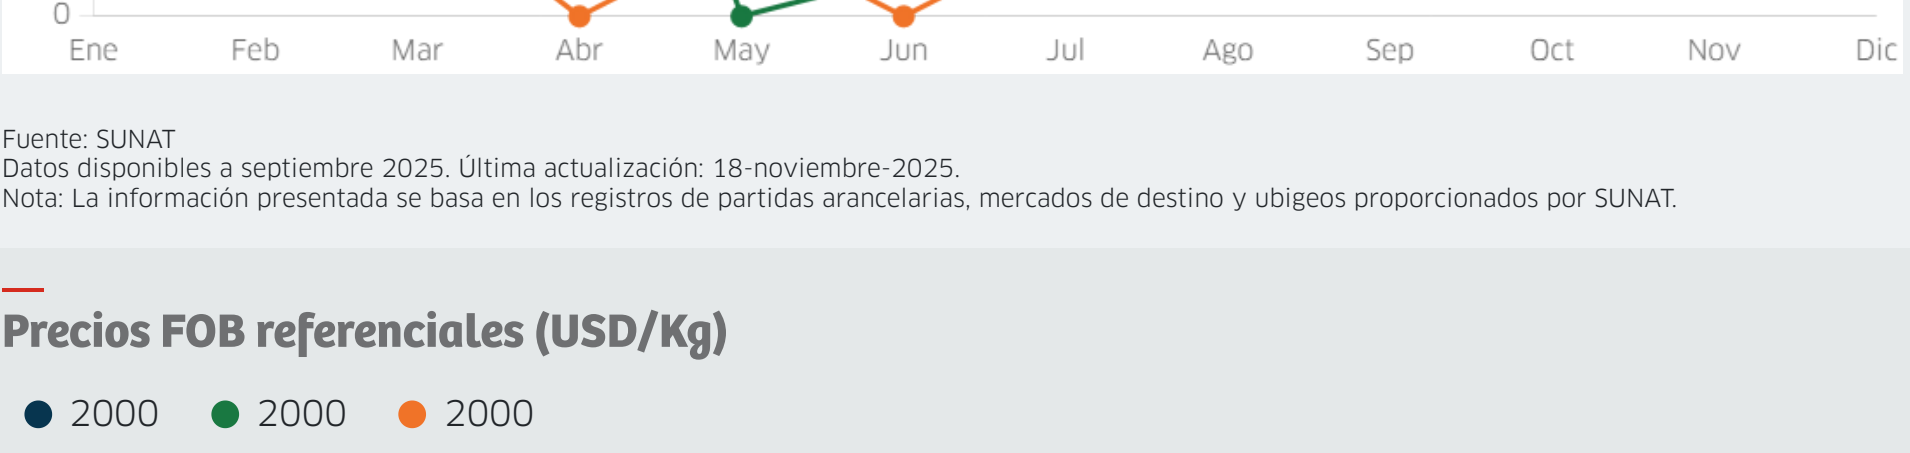 0
Ene Feb Mar Abr May Jun Jul Ago Sep Oct Nov Dic
Fuente: SUNAT
Datos disponibles a septiembre 2025. Última actualización: 18-noviembre-2025.
Nota: La información presentada se basa en los registros de partidas arancelarias, mercados de destino y ubigeos proporcionados por SUNAT.
Precios FOB referenciales (USD/Kg)
2000 2000 2000